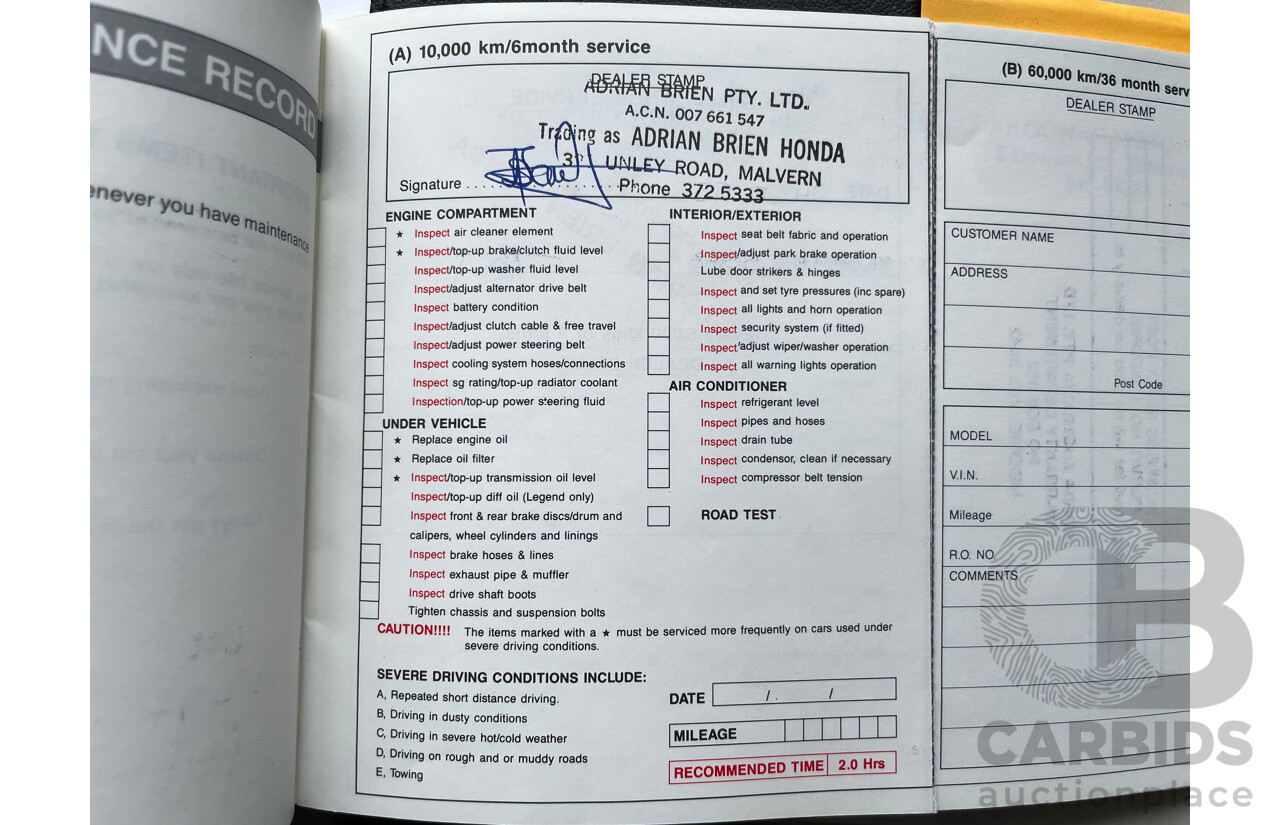 NCE RECORD
enever you have maintenance
(A) 10,000 km/6month service
DEALER STAMP
ADRIAN BRIEN PTY. LTD.
A.C.N. 007 661 547
Trading as ADRIAN BRIEN HONDA
UNLEY ROAD, MALVERN
Phone 372 5333
Signature
ENGINE COMPARTMENT
★ Inspect air cleaner element
★ Inspect/top-up brake/clutch fluid level
Inspect/top-up washer fluid level
Inspect/adjust alternator drive belt
Inspect battery condition
Inspect/adjust clutch cable & free travel
Inspect/adjust power steering belt
Inspect cooling system hoses/connections
Inspect sg rating/top-up radiator coolant
Inspection/top-up power steering fluid
UNDER VEHICLE
★ Replace engine oil
★ Replace oil filter
★ Inspect/top-up transmission oil level
Inspect/top-up diff oil (Legend only)
Inspect front & rear brake discs/drum and
calipers, wheel cylinders and linings
Inspect brake hoses & lines
Inspect exhaust pipe & muffler
Inspect drive shaft boots
Tighten chassis and suspension bolts
INTERIOR/EXTERIOR
Inspect seat belt fabric and operation
Inspect/adjust park brake operation
Lube door strikers & hinges
Inspect and set tyre pressures (inc spare)
Inspect all lights and horn operation
Inspect security system (if fitted)
Inspect/adjust wiper/washer operation
Inspect all warning lights operation
AIR CONDITIONER
Inspect refrigerant level
Inspect pipes and hoses
Inspect drain tube
Inspect condensor, clean if necessary
Inspect compressor belt tension
ROAD TEST
CAUTION!!!! The items marked with a ★ must be serviced more frequently on cars used under
severe driving conditions.
SEVERE DRIVING CONDITIONS INCLUDE:
A, Repeated short distance driving.
B, Driving in dusty conditions
C, Driving in severe hot/cold weather
D, Driving on rough and or muddy roads
E, Towing
DATE / /
MILEAGE
RECOMMENDED TIME 2.0 Hrs
(B) 60,000 km/36 month serv
DEALER STAMP
CUSTOMER NAME
ADDRESS
Post Code
MODEL
V.I.N.
Mileage
R.O. NO.
COMMENTS
CARBIDS
auctionplace